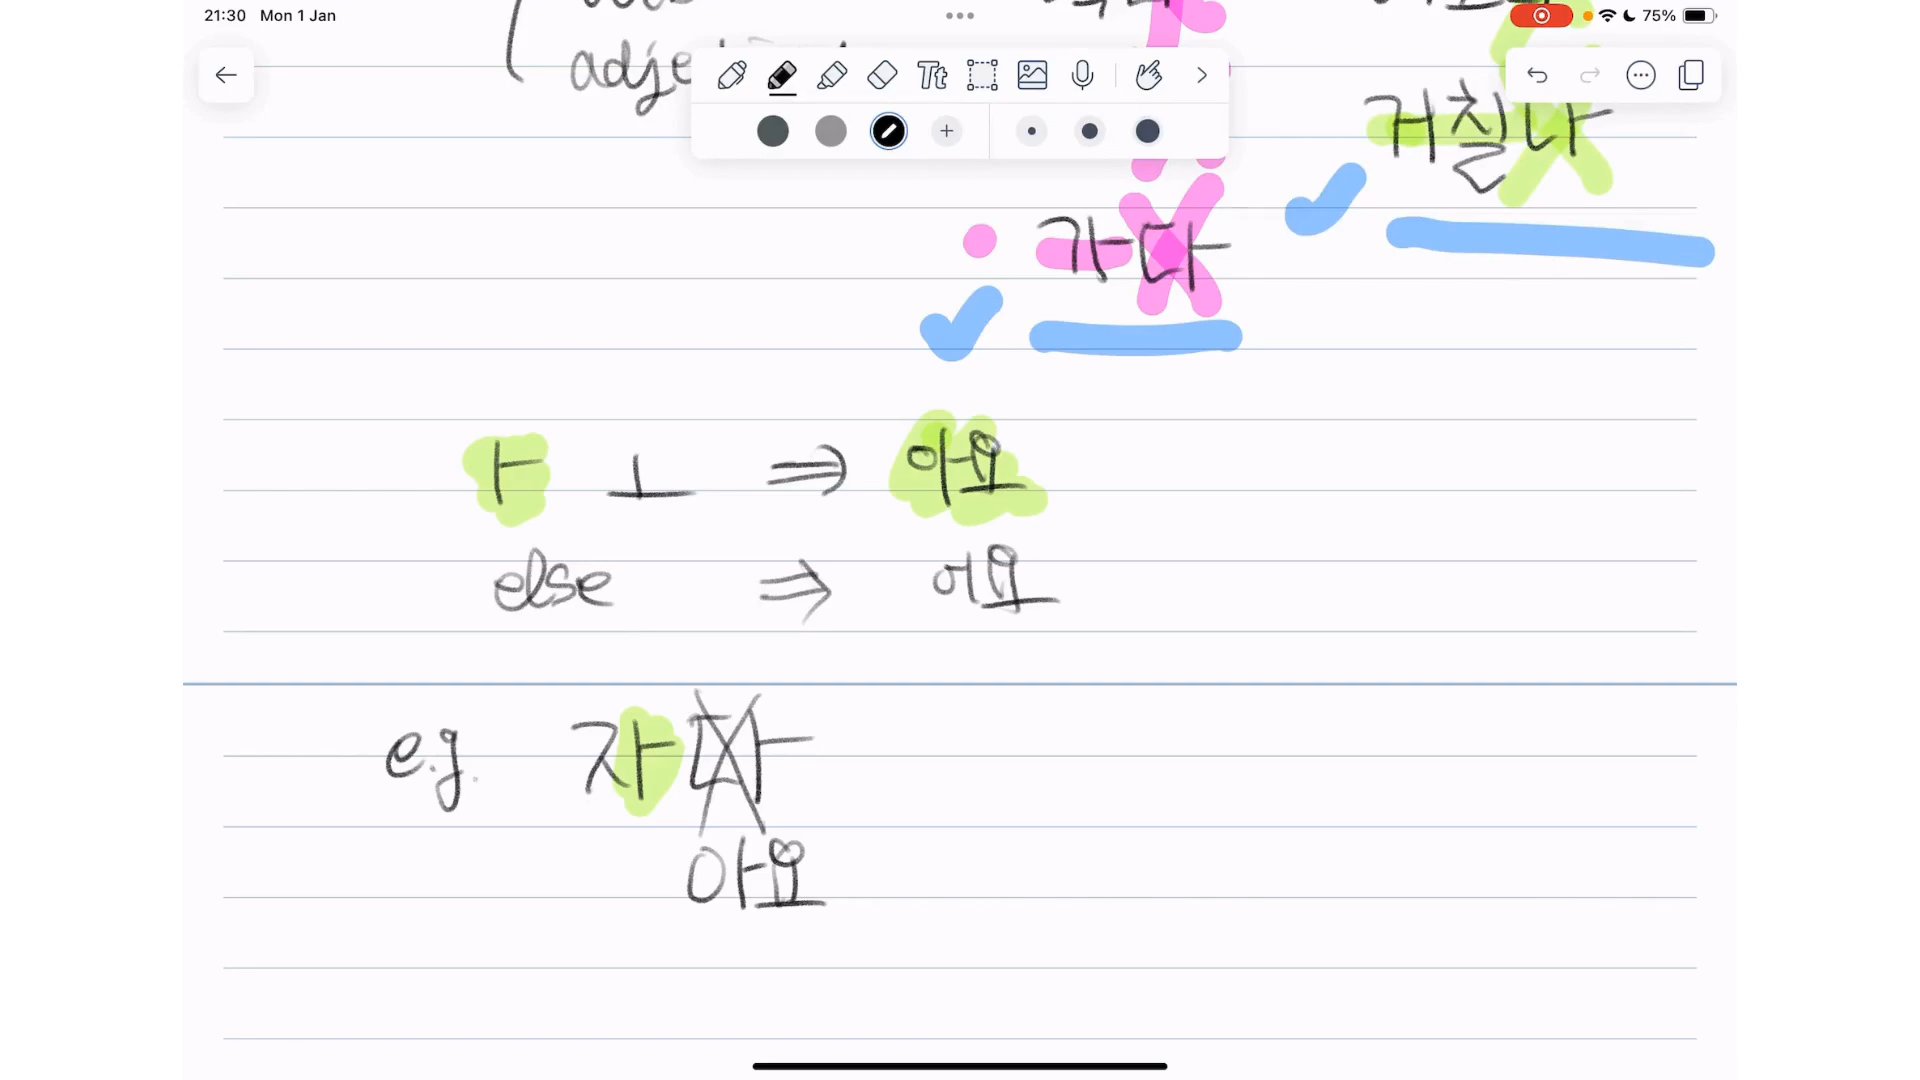 21:30 Mon 1 Jan
75%
Tt
거칠다
가다
ㅏ ㅗ ⇒ 아요
else ⇒ 어요
e.g. 자다
아요